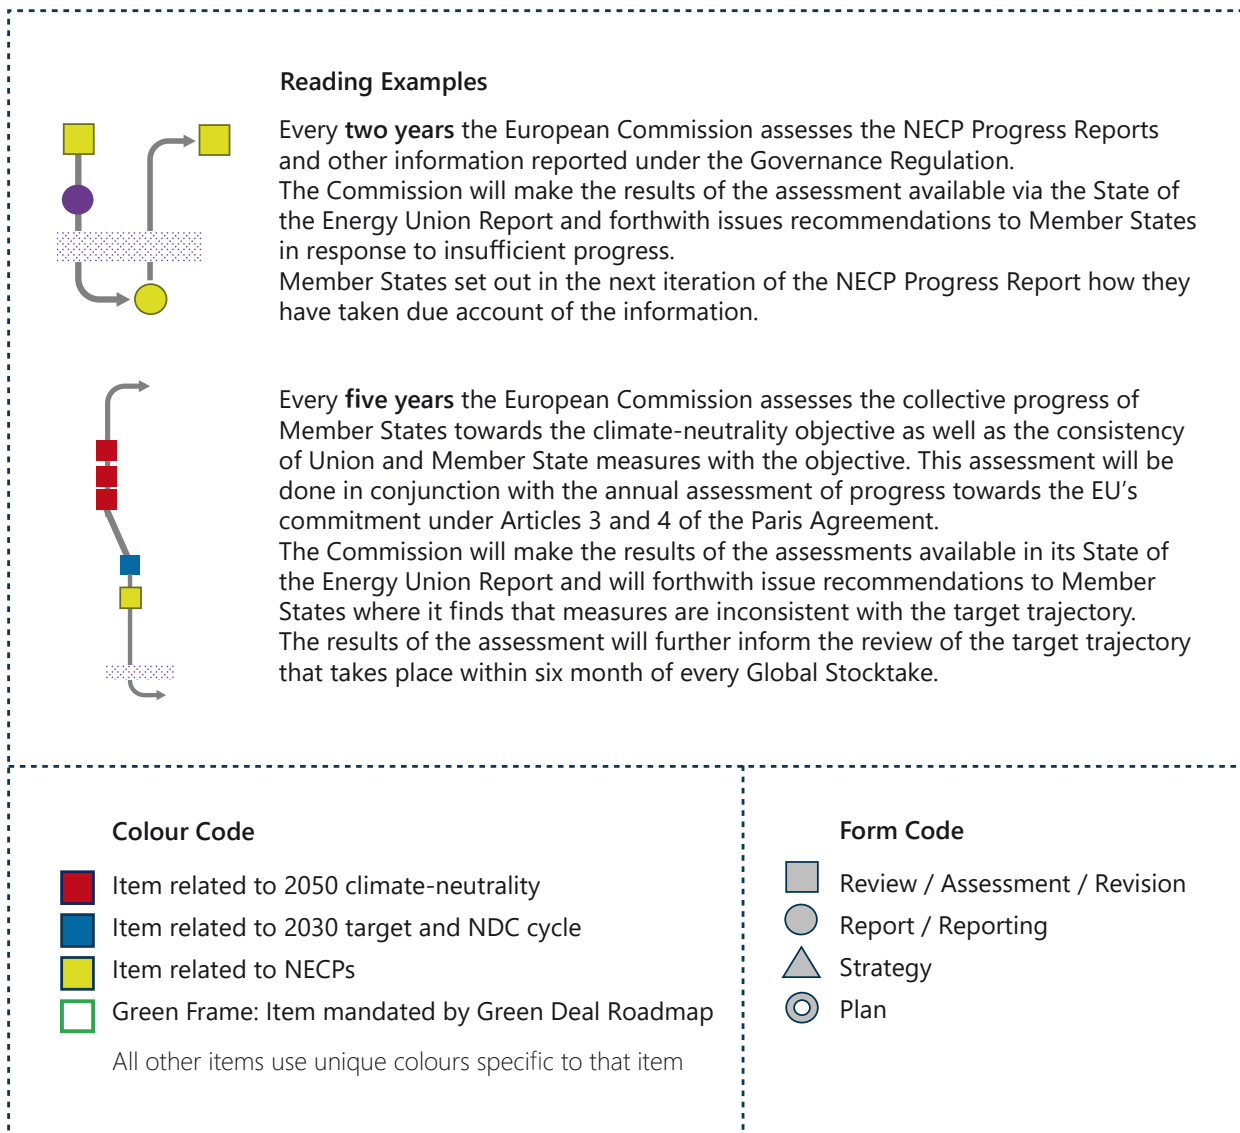 Reading Examples
Every two years the European Commission assesses the NECP Progress Reports
and other information reported under the Governance Regulation.
The Commission will make the results of the assessment available via the State of
the Energy Union Report and forthwith issues recommendations to Member States
in response to insufficient progress.
Member States set out in the next iteration of the NECP Progress Report how they
have taken due account of the information.
Every five years the European Commission assesses the collective progress of
Member States towards the climate-neutrality objective as well as the consistency
of Union and Member State measures with the objective. This assessment will be
done in conjunction with the annual assessment of progress towards the EU’s
commitment under Articles 3 and 4 of the Paris Agreement.
The Commission will make the results of the assessments available in its State of
the Energy Union Report and will forthwith issue recommendations to Member
States where it finds that measures are inconsistent with the target trajectory.
The results of the assessment will further inform the review of the target trajectory
that takes place within six month of every Global Stocktake.
Colour Code
Item related to 2050 climate-neutrality
Item related to 2030 target and NDC cycle
Item related to NECPs
Green Frame: Item mandated by Green Deal Roadmap
All other items use unique colours specific to that item
Form Code
Review / Assessment / Revision
Report / Reporting
Strategy
Plan